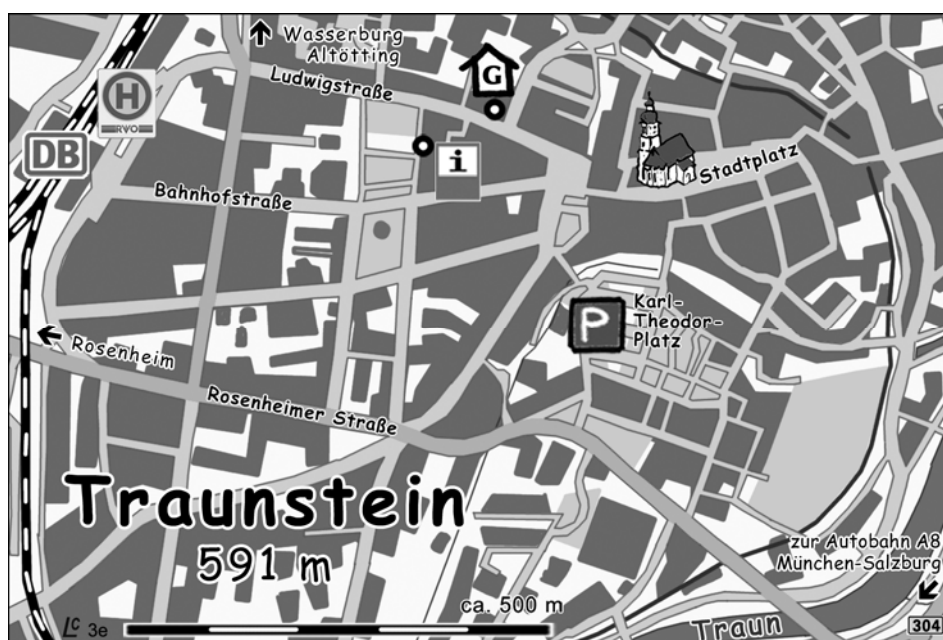 Wasserburg
Altötting
Ludwigstraße
G
H
RVO
DB
i
Stadtplatz
Bahnhofstraße
P
Karl-
Theodor-
Platz
Rosenheim
Rosenheimer Straße
Traunstein
591 m
zur Autobahn A8
München-Salzburg
ca. 500 m
Lc 3e
Traun
304